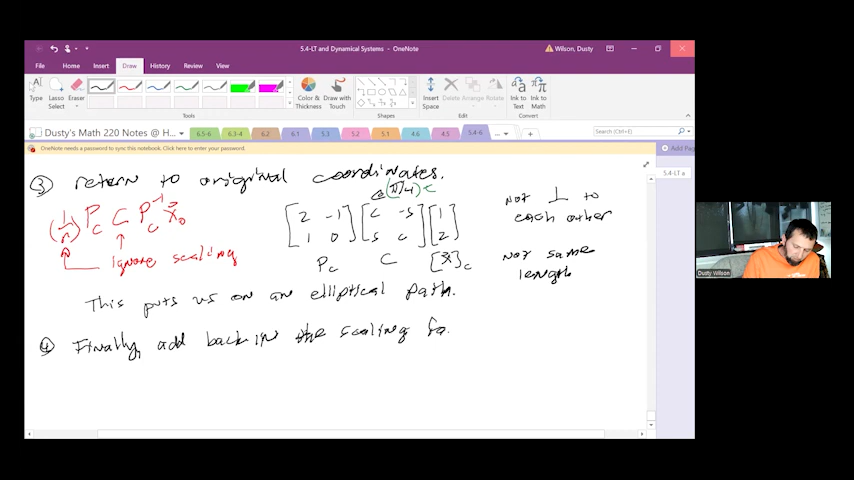 5.4-LT and Dynamical Systems - OneNote
Wilson, Dusty
File Home Insert Draw History Review View
Type
Lasso Select
Eraser
Color & Thickness
Draw with Touch
Insert Space
Delete Arrange Rotate
Ink to Text
Ink to Math
Tools
Shapes
Edit
Convert
Dusty's Math 220 Notes @ H...
6.5-6 6.3-4 6.2 6.1 5.3 5.2 5.1 4.6 4.5 5.4-6
Search (Ctrl+E)
OneNote needs a password to sync this notebook. Click here to enter your password.
Add Page
5.4-LT a
③ return to original coordinates.
(1/r) P_C C P_C^-1 x_0
ignore scaling
(π/4)
[2 -1; 1 0] [c -s; s c] [1; 2]
P_C C [x]_C
not ⊥ to
each other
not same
length
This puts us on an elliptical path.
④ Finally, add back in the scaling fa.
Dusty Wilson